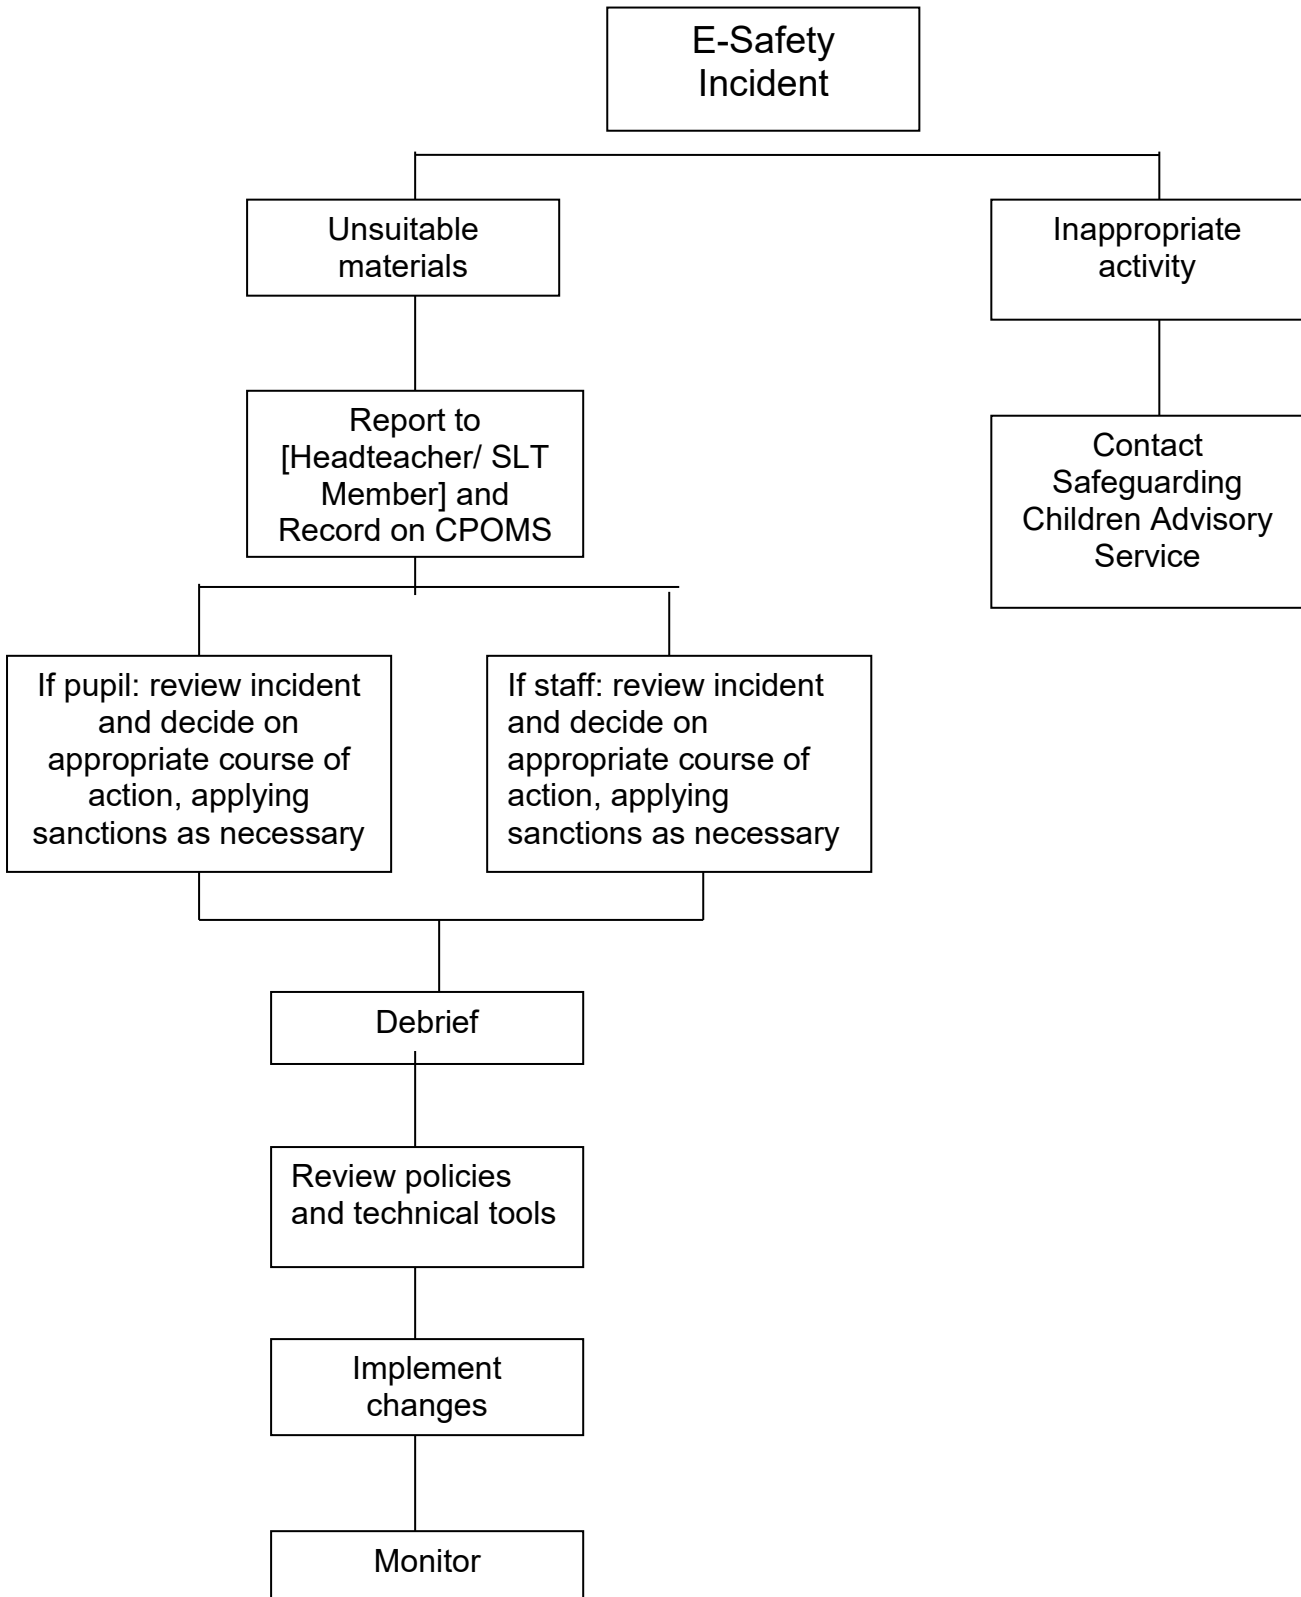 E-Safety
Incident
Unsuitable
materials
Inappropriate
activity
Report to
[Headteacher/ SLT
Member] and
Record on CPOMS
Contact
Safeguarding
Children Advisory
Service
If pupil: review incident
and decide on
appropriate course of
action, applying
sanctions as necessary
If staff: review incident
and decide on
appropriate course of
action, applying
sanctions as necessary
Debrief
Review policies
and technical tools
Implement
changes
Monitor